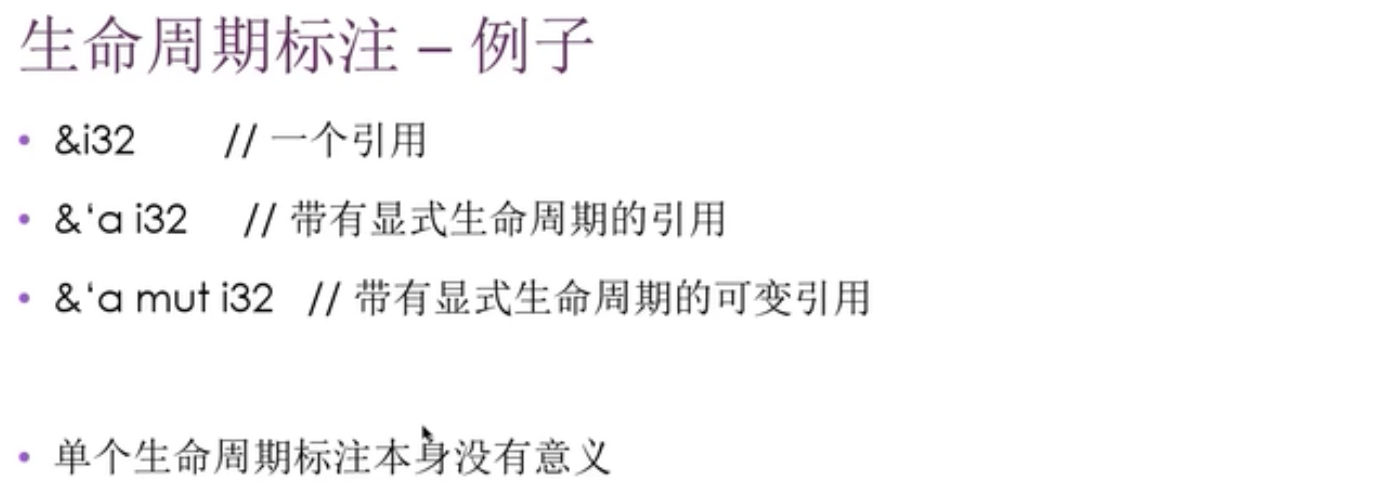 生命周期标注 – 例子
• &i32 // 一个引用
• &‘a i32 // 带有显式生命周期的引用
• &‘a mut i32 // 带有显式生命周期的可变引用
• 单个生命周期标注本身没有意义